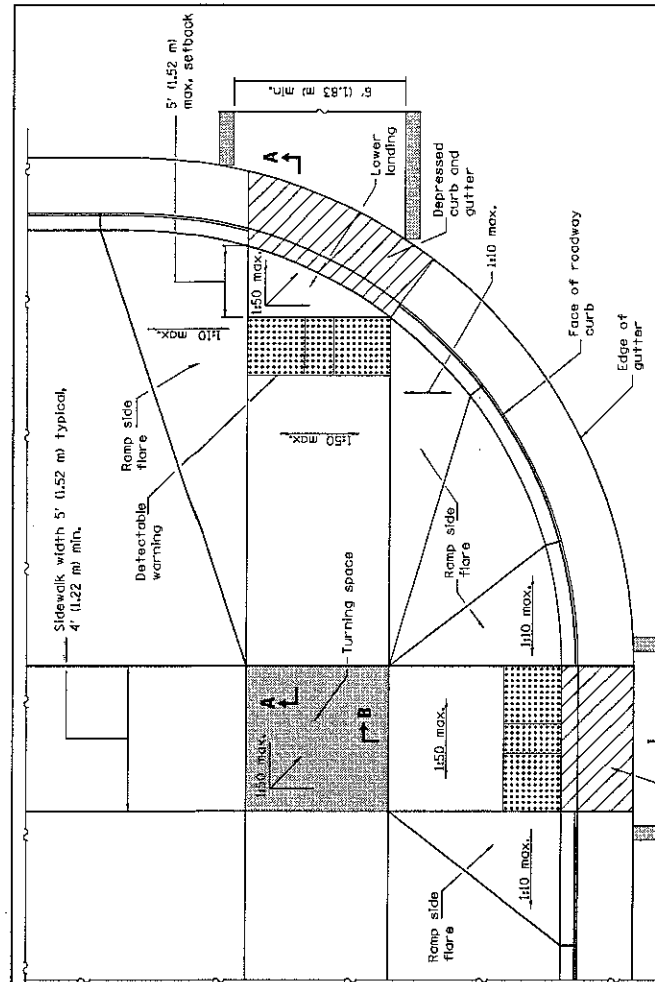 5' (1.52 m)
max. setback
6' (1.83 m) min.
A
Lower
landing
Depressed
curb and
gutter
1:10 max.
1:50 max.
1:10 max.
Face of roadway
curb
Edge of
gutter
Ramp side
flare
Sidewalk width 5' (1.52 m) typical,
4' (1.22 m) min.
Detectable
warning
1:50 max.
Ramp side
flare
Turning space
1:10 max.
A
B
1:50 max.
1:50 max.
1:10 max.
Ramp side
flare